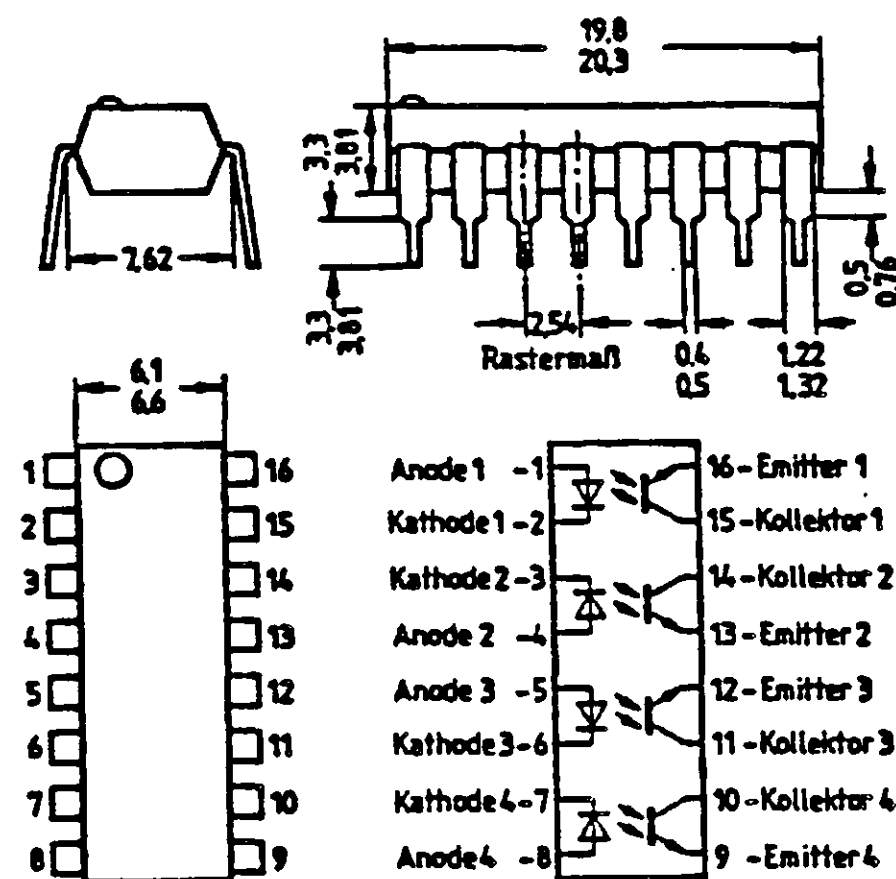 19,8
20,3
3,3
3,81
7,62
3,3
3,81
0,5
0,76
2,54
Rastermaß
0,4
0,5
1,22
1,32
6,1
6,6
1
2
3
4
5
6
7
8
16
15
14
13
12
11
10
9
Anode 1 -1
Kathode 1 -2
Kathode 2 -3
Anode 2 -4
Anode 3 -5
Kathode 3 -6
Kathode 4 -7
Anode 4 -8
16 - Emitter 1
15 - Kollektor 1
14 - Kollektor 2
13 - Emitter 2
12 - Emitter 3
11 - Kollektor 3
10 - Kollektor 4
9 - Emitter 4